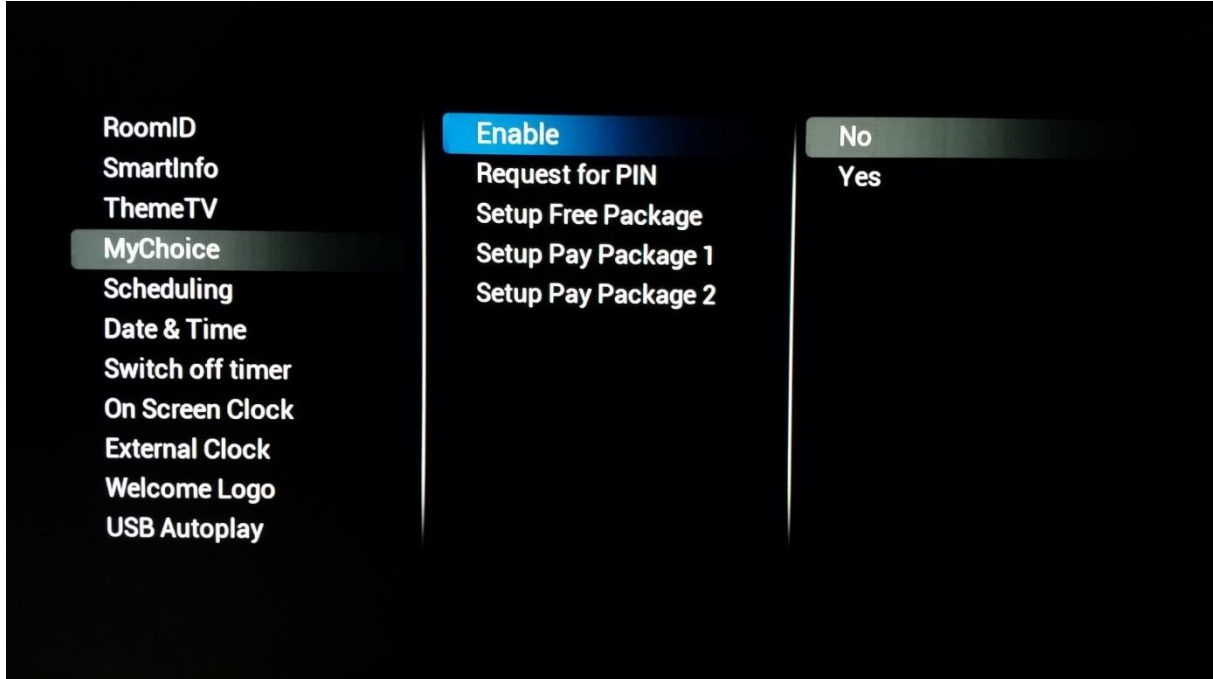 RoomID
SmartInfo
ThemeTV
MyChoice
Scheduling
Date & Time
Switch off timer
On Screen Clock
External Clock
Welcome Logo
USB Autoplay
Enable
Request for PIN
Setup Free Package
Setup Pay Package 1
Setup Pay Package 2
No
Yes